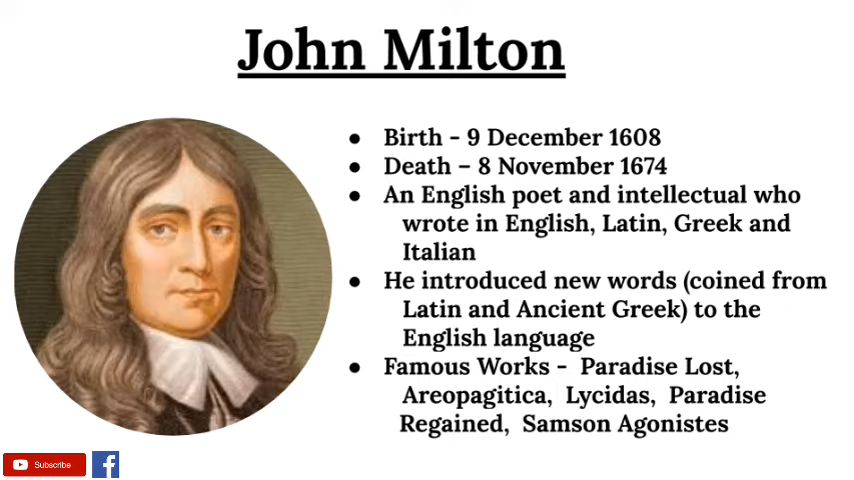 John Milton
● Birth - 9 December 1608
● Death – 8 November 1674
● An English poet and intellectual who
wrote in English, Latin, Greek and
Italian
● He introduced new words (coined from
Latin and Ancient Greek) to the
English language
● Famous Works - Paradise Lost,
Areopagitica, Lycidas, Paradise
Regained, Samson Agonistes
Subscribe
f